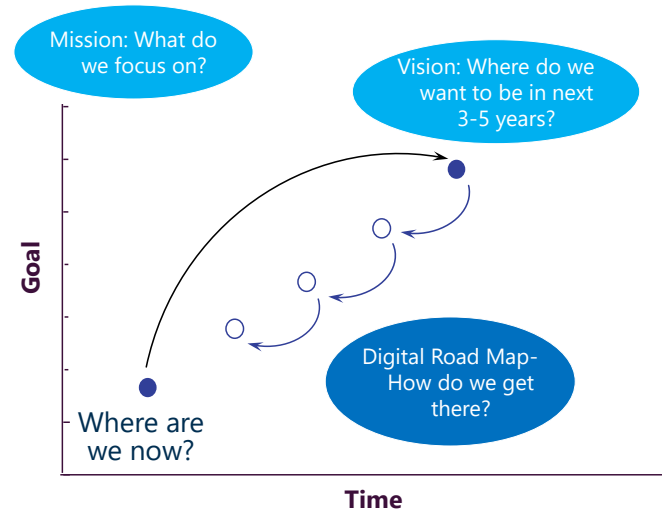 Mission: What do
we focus on?
Vision: Where do we
want to be in next
3-5 years?
Goal
Digital Road Map-
How do we get
there?
Where are
we now?
Time